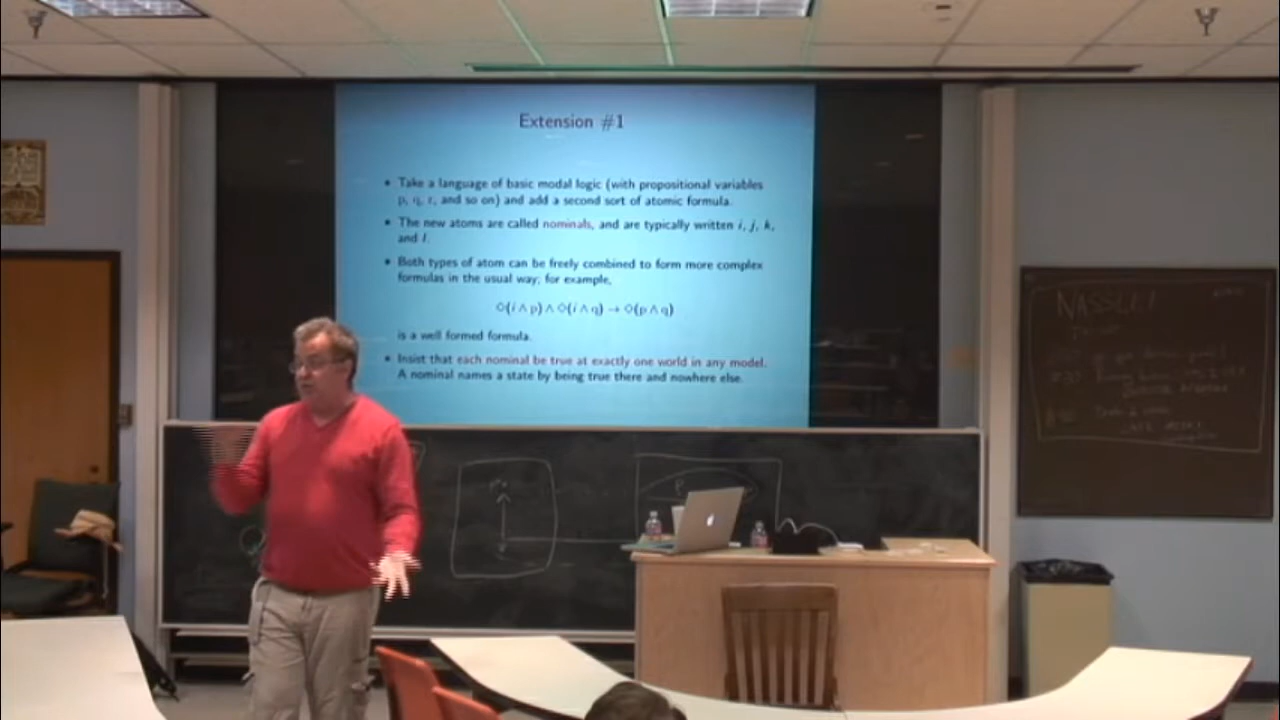 Extension #1
• Take a language of basic modal logic (with propositional variables
p, q, r, and so on) and add a second sort of atomic formula.
• The new atoms are called nominals, and are typically written i, j, k,
and l.
• Both types of atom can be freely combined to form more complex
formulas in the usual way; for example,
◇(i ∧ p) ∧ ◇(i ∧ q) → ◇(p ∧ q)
is a well formed formula.
• Insist that each nominal be true at exactly one world in any model.
A nominal names a state by being true there and nowhere else.